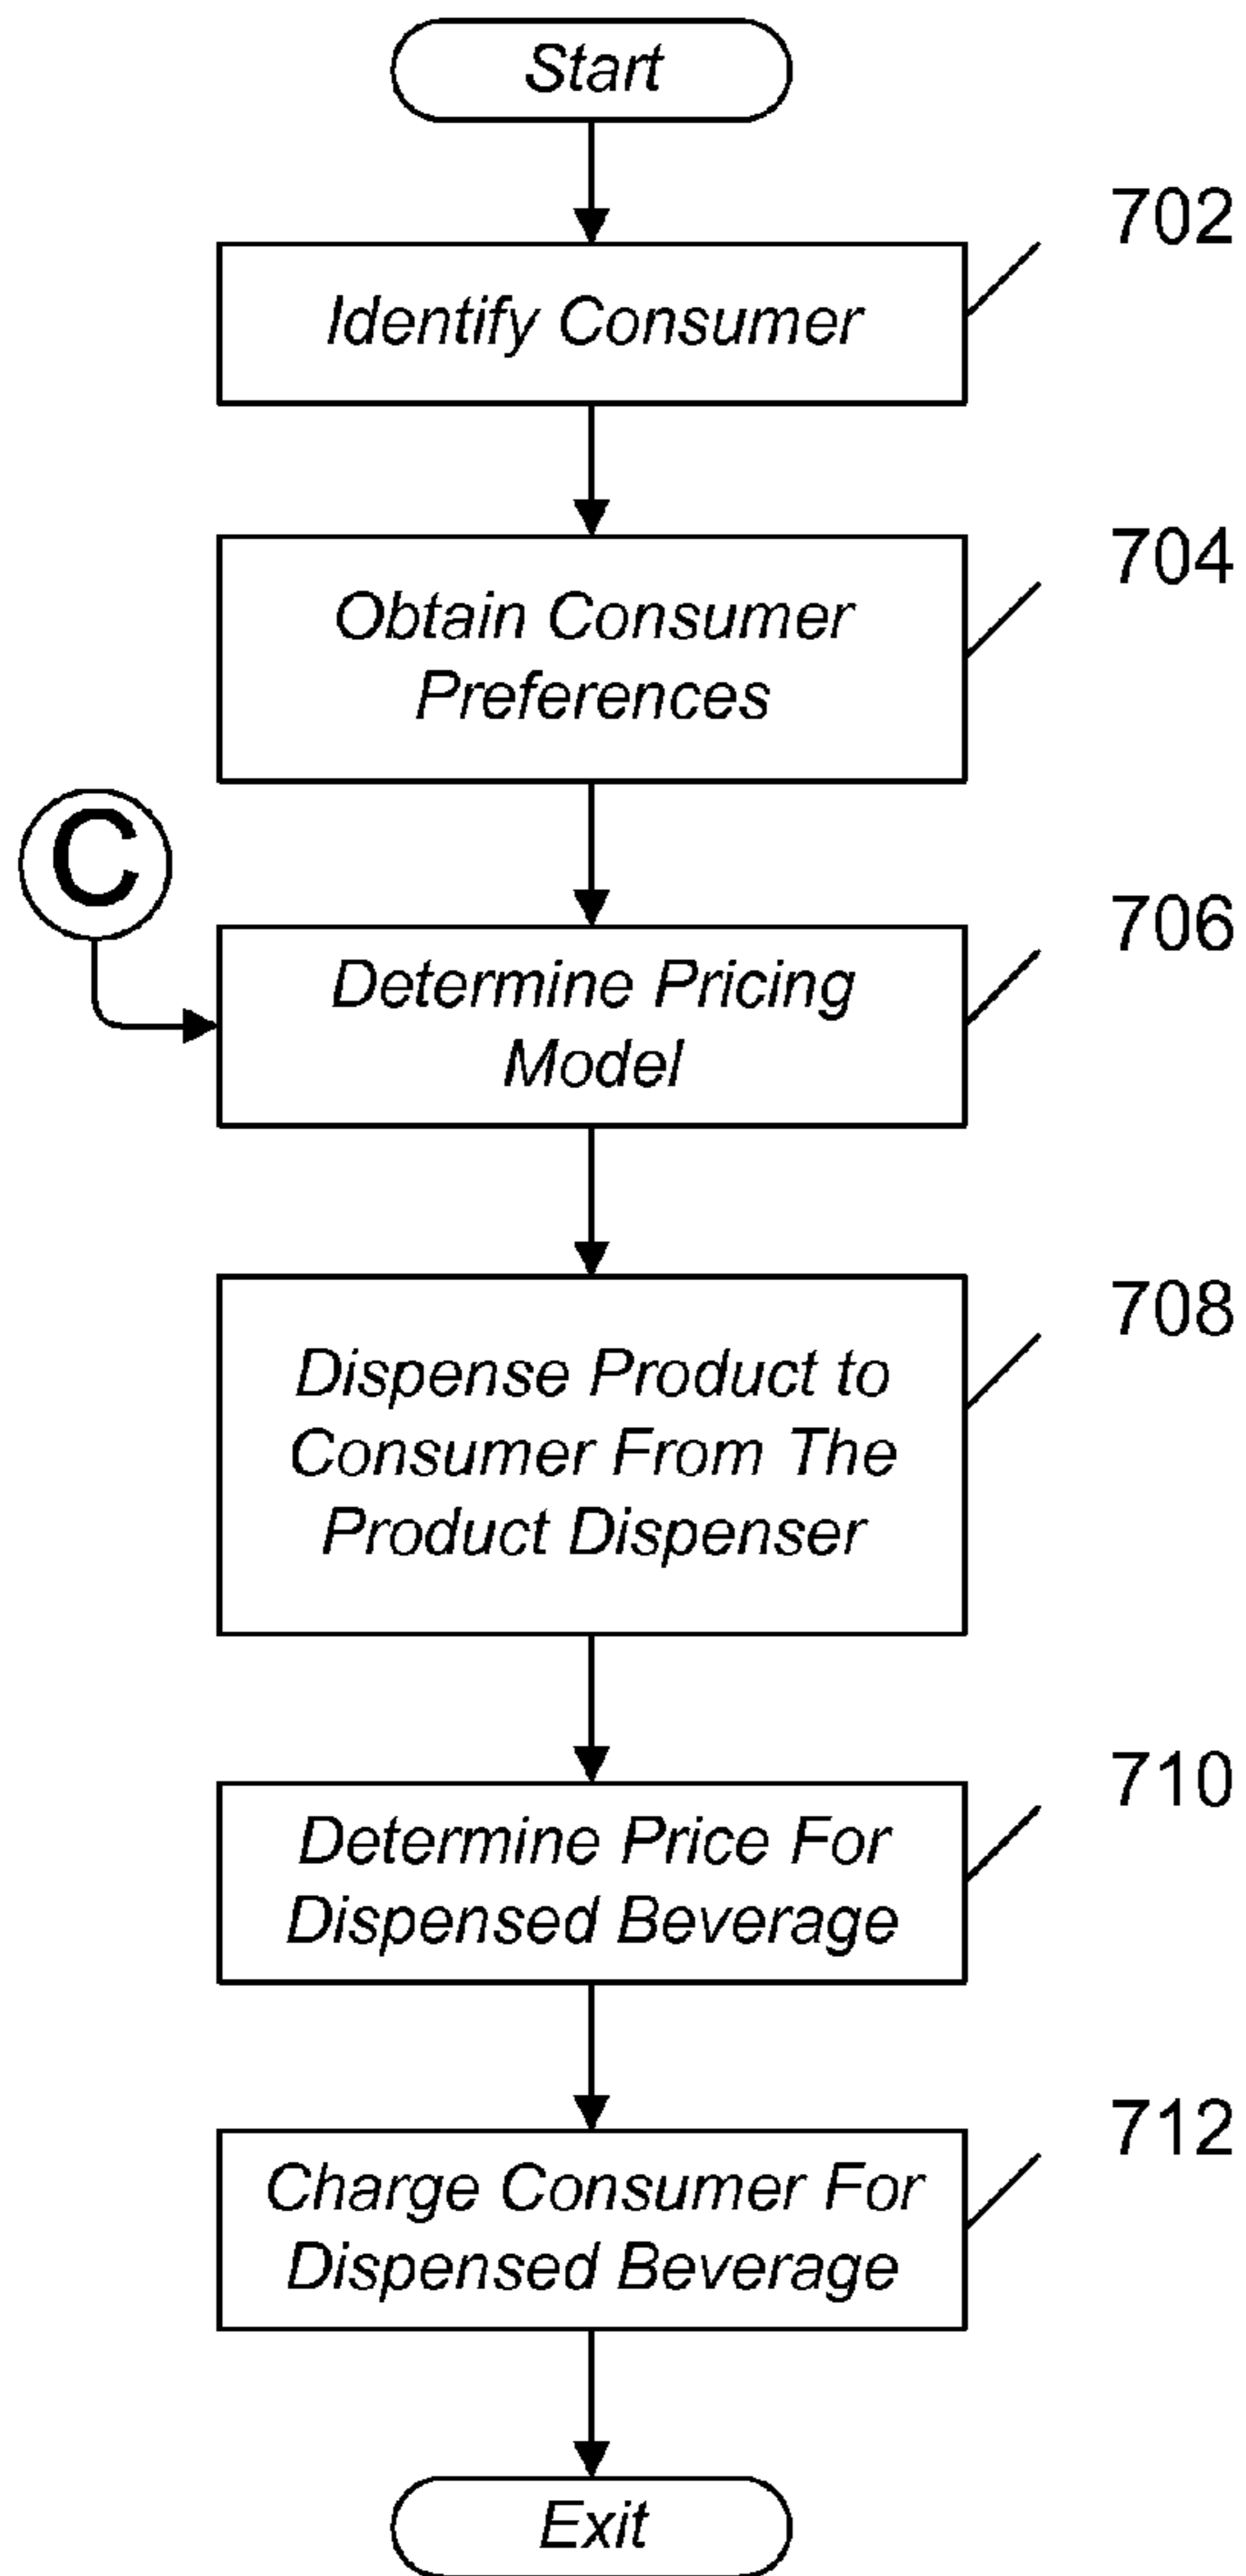 Start
702
Identify Consumer
704
Obtain Consumer
Preferences
C
706
Determine Pricing
Model
708
Dispense Product to
Consumer From The
Product Dispenser
710
Determine Price For
Dispensed Beverage
712
Charge Consumer For
Dispensed Beverage
Exit